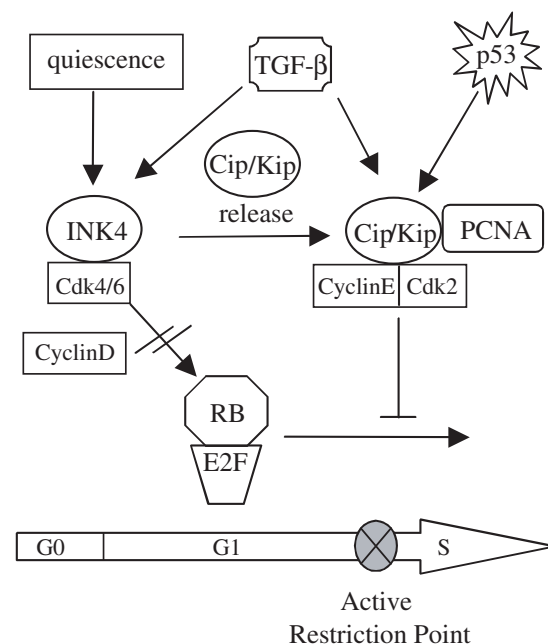 quiescence
TGF-β
p53
Cip/Kip
release
INK4
Cip/Kip
PCNA
Cdk4/6
CyclinE
Cdk2
CyclinD
RB
E2F
G0
G1
S
Active
Restriction Point